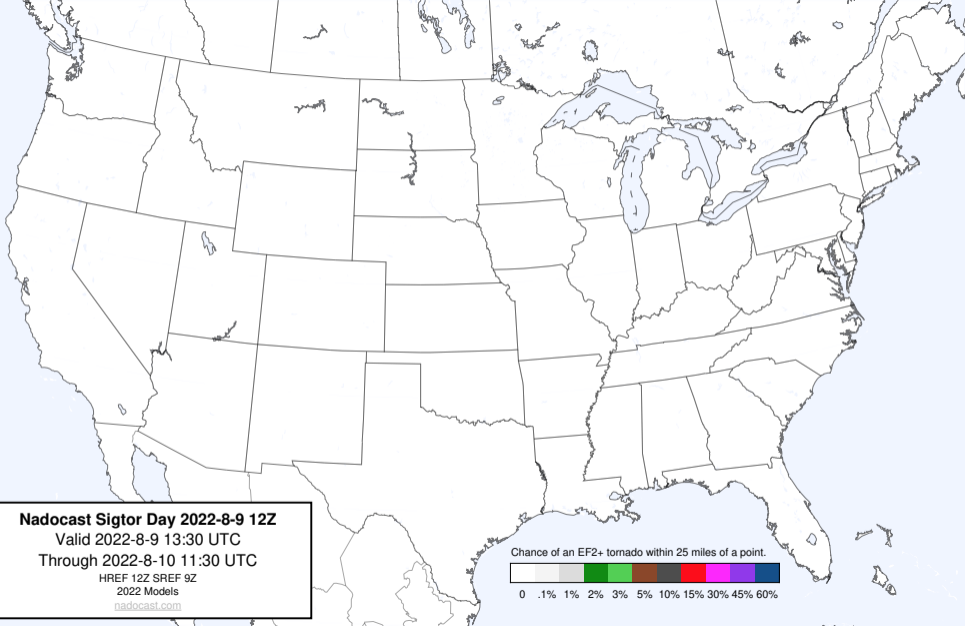 Nadocast Sigtor Day 2022-8-9 12Z
Valid 2022-8-9 13:30 UTC
Through 2022-8-10 11:30 UTC
HREF 12Z SREF 9Z
2022 Models
nadocast.com
Chance of an EF2+ tornado within 25 miles of a point.
0 .1% 1% 2% 3% 5% 10% 15% 30% 45% 60%